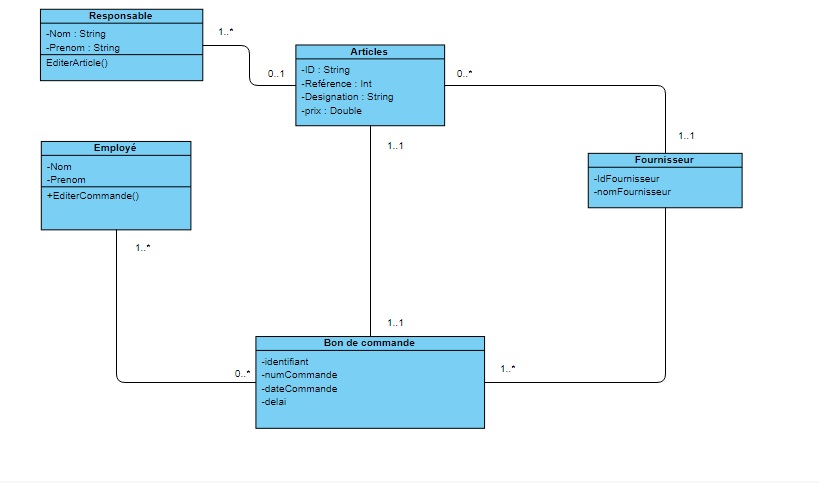 Responsable
-Nom : String
-Prenom : String
EditerArticle()
1..*
0..1
Articles
-ID : String
-Reférence : Int
-Designation : String
-prix : Double
0..*
1..1
1..1
Fournisseur
-IdFournisseur
-nomFournisseur
Employé
-Nom
-Prenom
+EditerCommande()
1..*
1..1
0..*
Bon de commande
-identifiant
-numCommande
-dateCommande
-delai
1..*